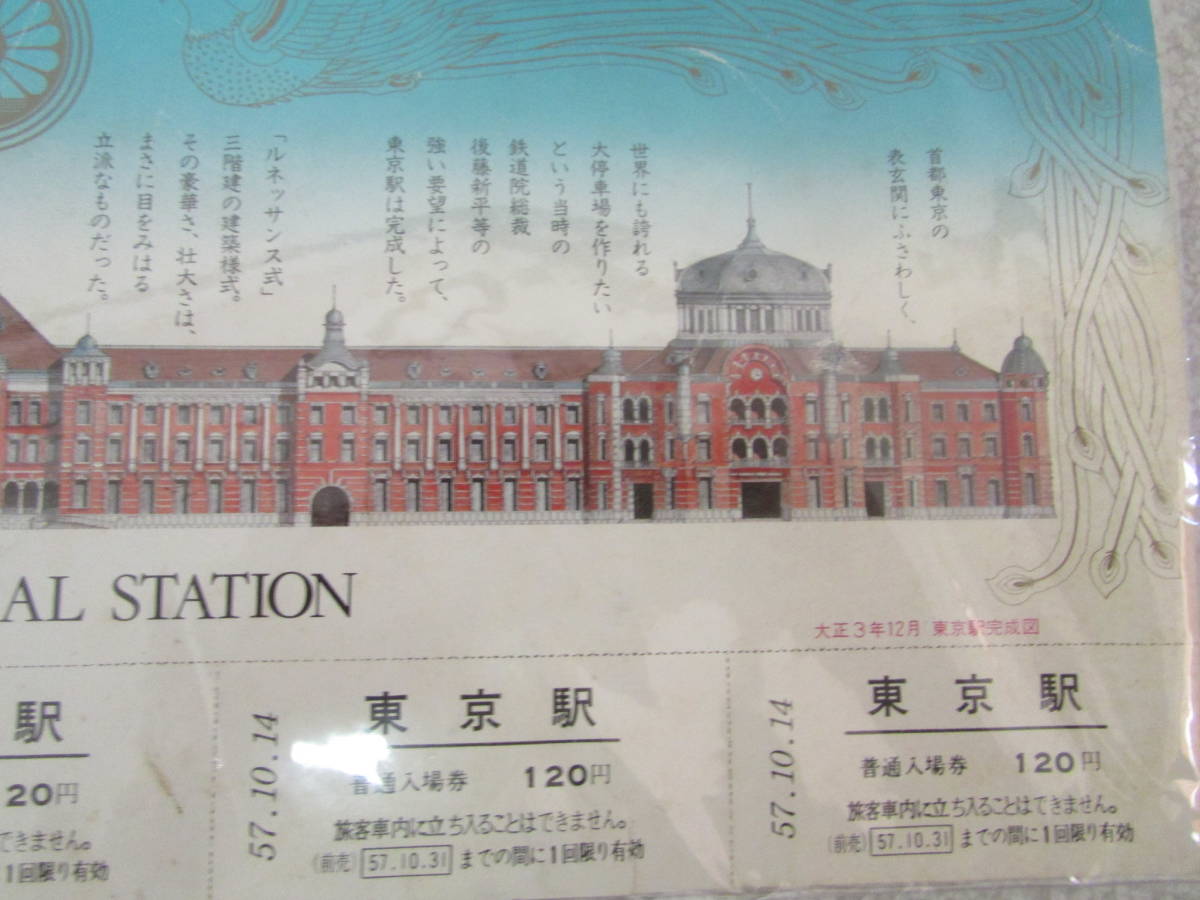 首都東京の
表玄関にふさわしく、
世界にも誇れる
大停車場を作りたい
という当時の
鉄道院総裁
後藤新平等の
強い要望によって、
東京駅は完成した。
「ルネッサンス式」
三階建の建築様式。
その豪華さ、壮大さは、
まさに目をみはる
立派なものだった。
AL STATION
大正3年12月 東京駅完成図
駅
20円
できません。
1回限り有効
57.10.14
東京駅
普通入場券 120円
旅客車内に立ち入ることはできません。
(前売) 57.10.31 までの間に1回限り有効
57.10.14
東京駅
普通入場券 120円
旅客車内に立ち入ることはできません。
(前売) 57.10.31 までの間に1回限り有効